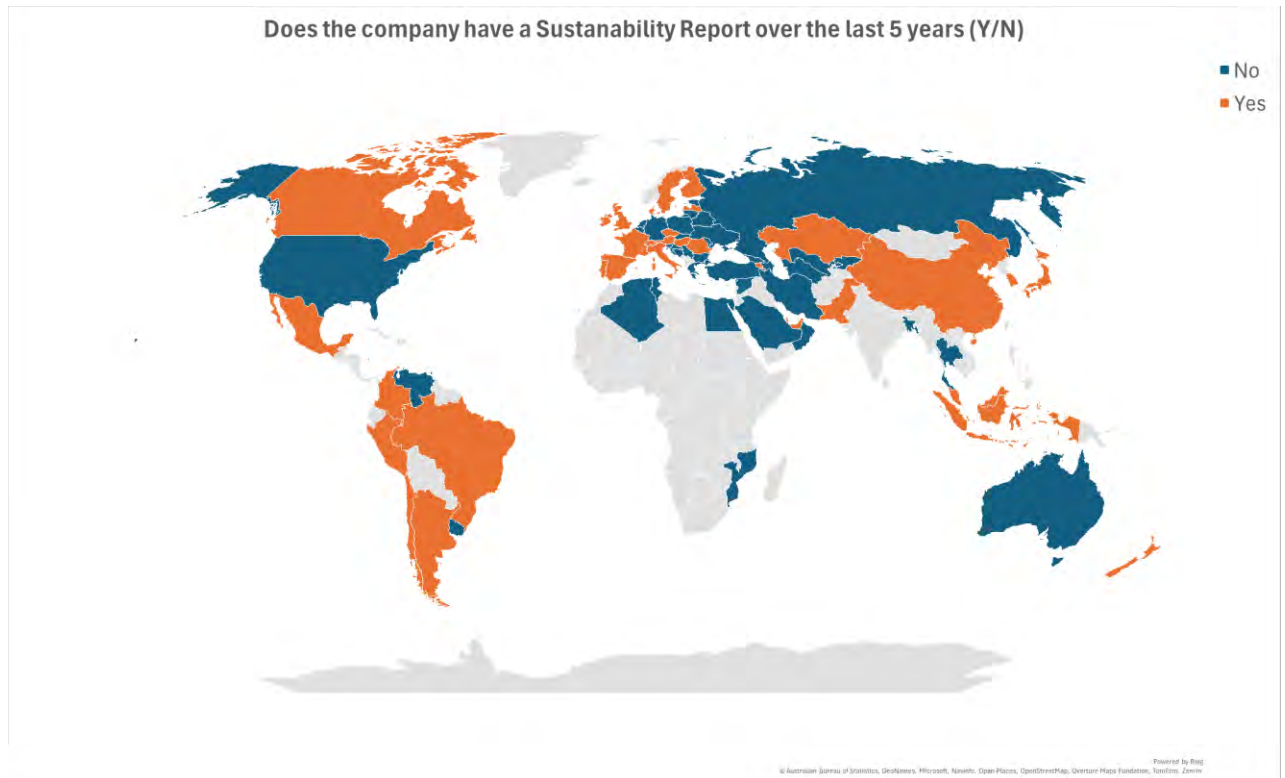 Does the company have a Sustanability Report over the last 5 years (Y/N)
No
Yes
Powered by Bing
© Australian Bureau of Statistics, GeoNames, Microsoft, Navinfo, Open Places, OpenStreetMap, Overture Maps Fundation, TomTom, Zenrin